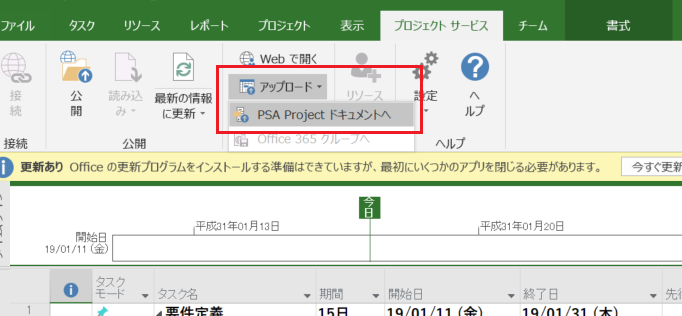 ファイル タスク リソース レポート プロジェクト 表示 プロジェクト サービス チーム 書式
Web で開く
アップロード
接続
公開
読み込み
最新の情報に更新
リソース
設定
ヘルプ
PSA Project ドキュメントへ
Office 365 グループへ
接続 公開 ヘルプ
更新あり Office の更新プログラムをインストールする準備はできていますが、最初にいくつかのアプリを閉じる必要があります。 今すぐ更新
今日
平成31年01月13日 平成31年01月20日
開始日
19/01/11 (金)
タスク モード タスク名 期間 開始日 終了日 先行
1 要件定義 15日 19/01/11 (金) 19/01/31 (木)